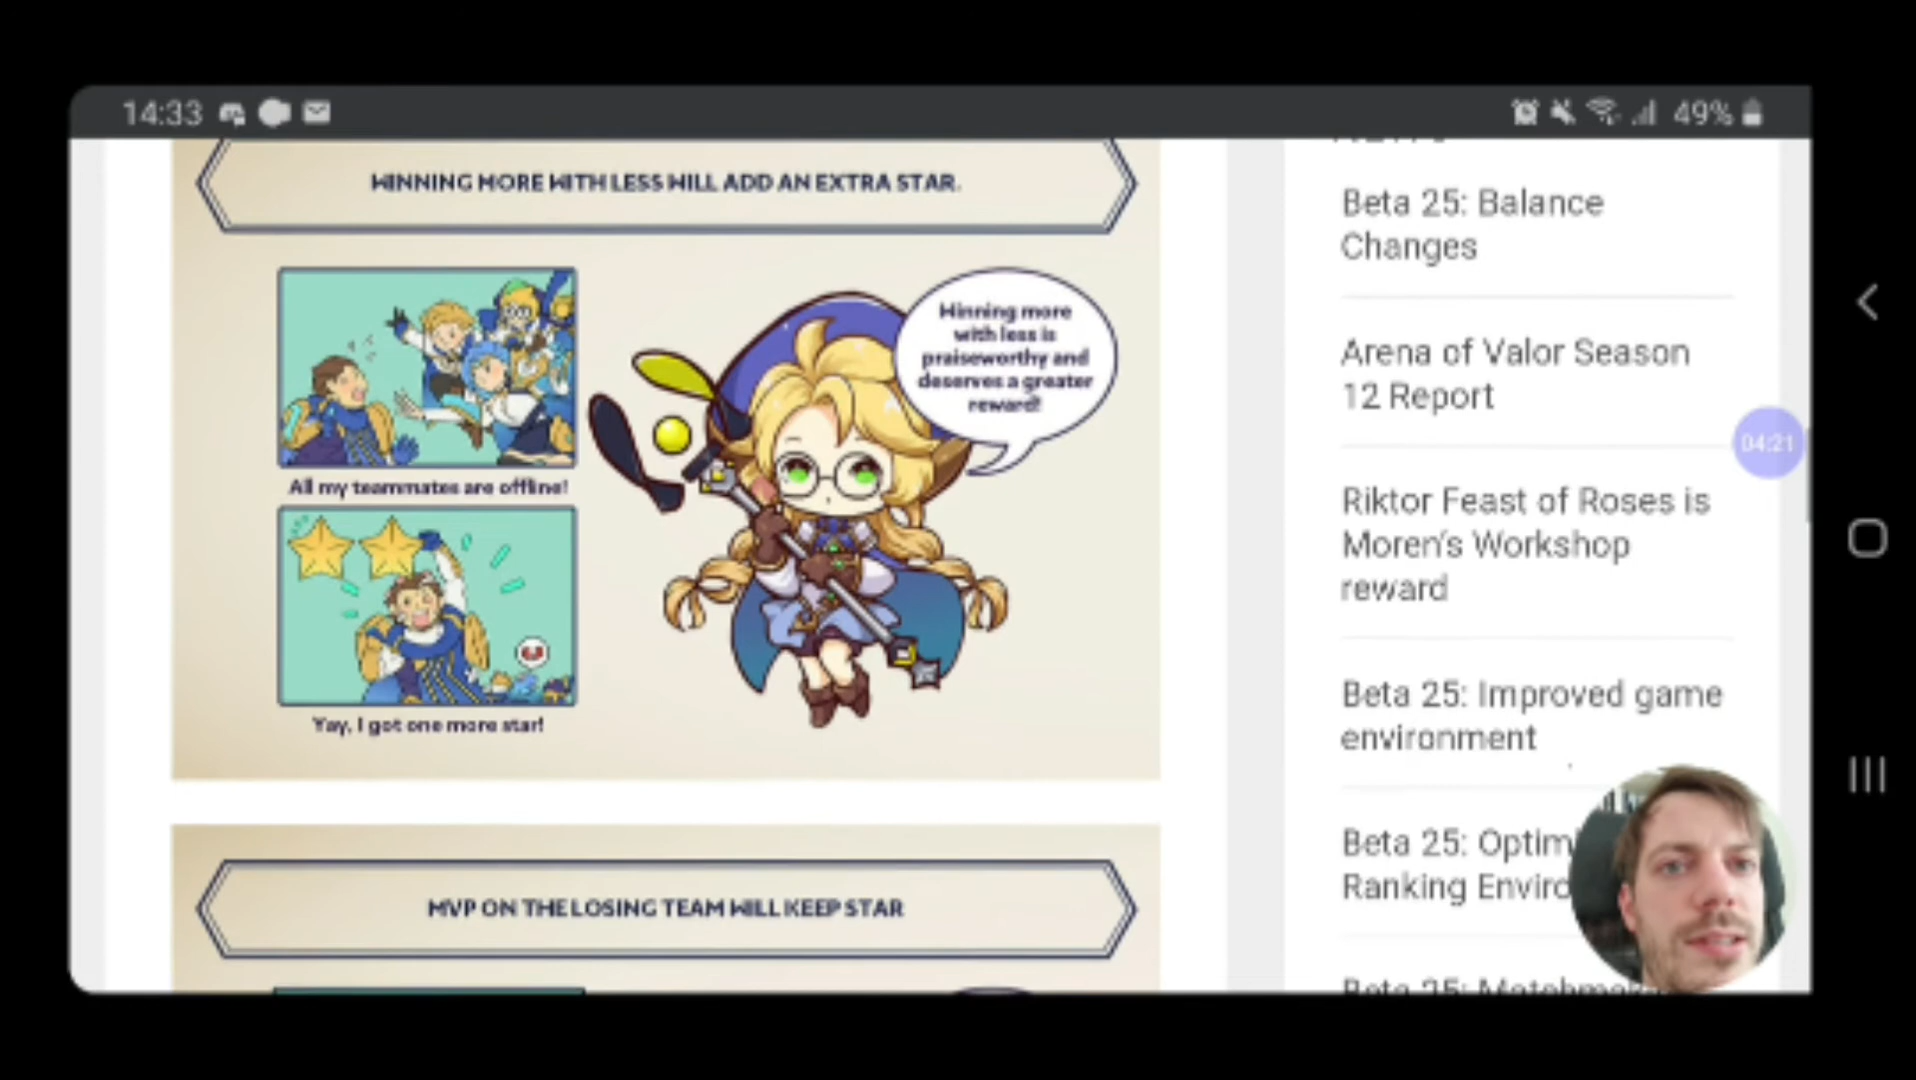 14:33
49%
WINNING MORE WITH LESS WILL ADD AN EXTRA STAR.
Winning more
with less is
praiseworthy and
deserves a greater
reward!
All my teammates are offline!
Yay, I got one more star!
MVP ON THE LOSING TEAM WILL KEEP STAR
Beta 25: Balance
Changes
Arena of Valor Season
12 Report
04:21
Riktor Feast of Roses is
Moren's Workshop
reward
Beta 25: Improved game
environment
Beta 25: Optim
Ranking Enviro
Beta 25: